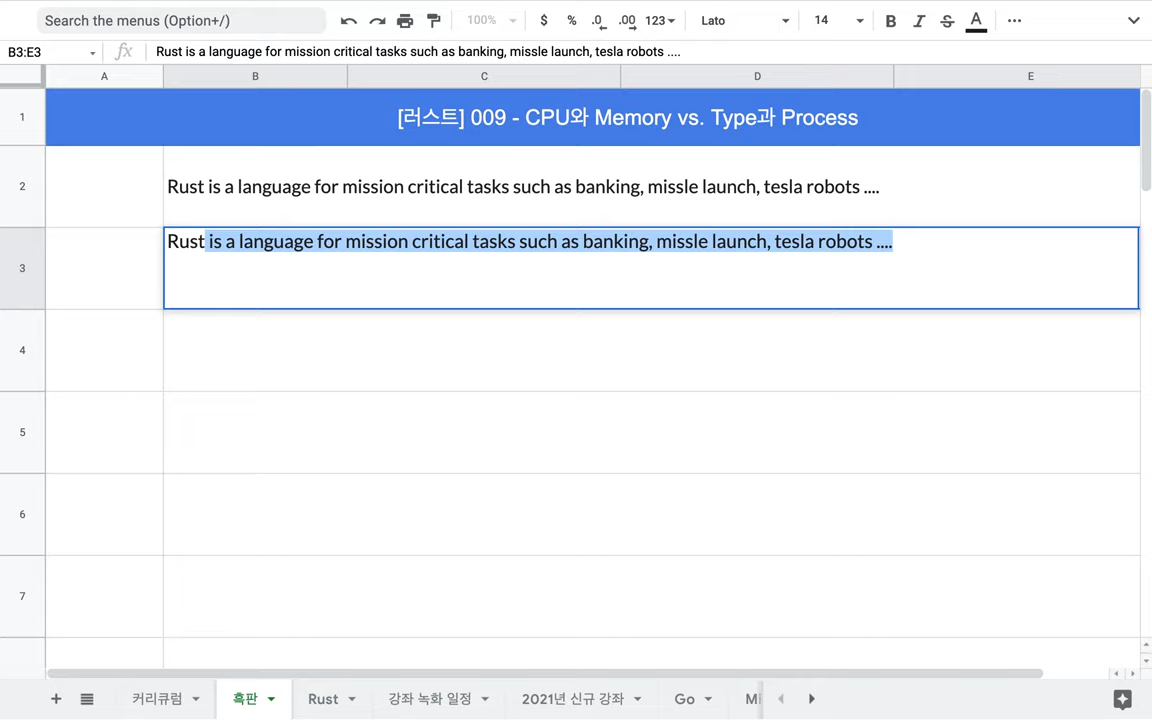 Search the menus (Option+/) 100% $ % .0 .00 123 Lato 14 B I S A
B3:E3 fx Rust is a language for mission critical tasks such as banking, missle launch, tesla robots ....
A B C D E
1 [러스트] 009 - CPU와 Memory vs. Type과 Process
2 Rust is a language for mission critical tasks such as banking, missle launch, tesla robots ....
3 Rust is a language for mission critical tasks such as banking, missle launch, tesla robots ....
4
5
6
7
커리큘럼 흑판 Rust 강좌 녹화 일정 2021년 신규 강좌 Go